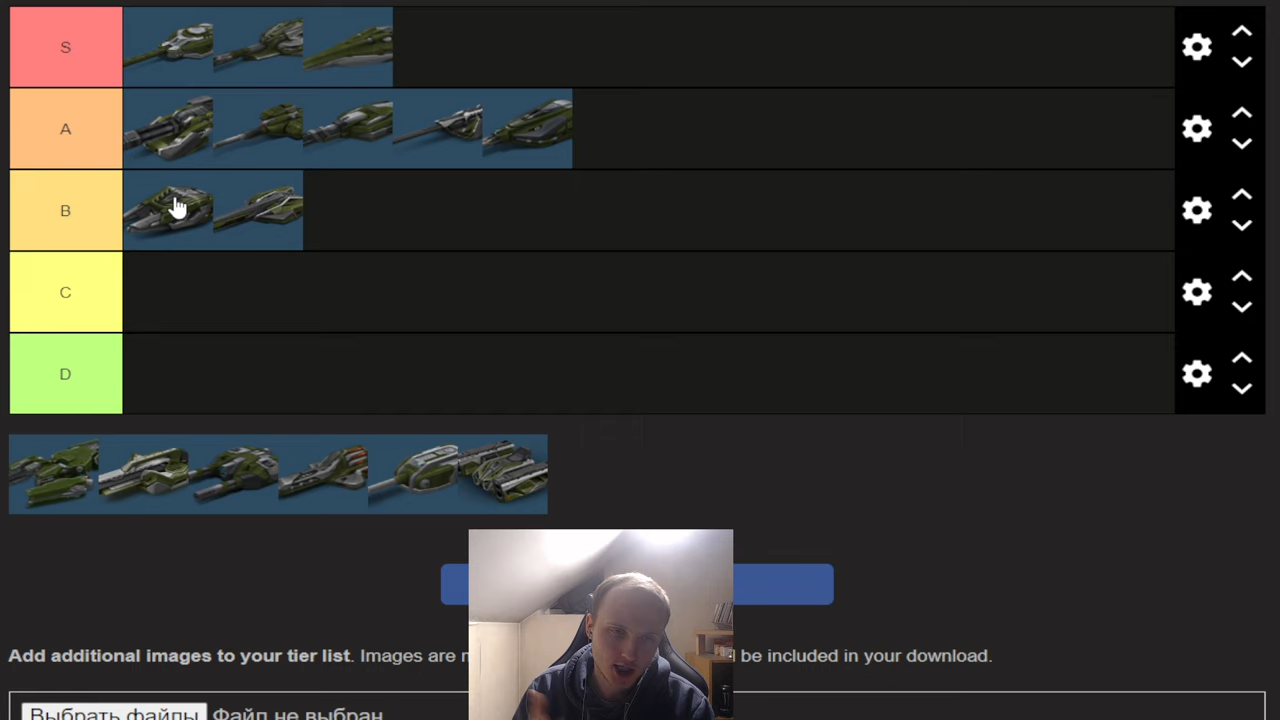 S
A
B
C
D
Add additional images to your tier list. Images are be included in your download.
Выбрать файлы Файл не выбран